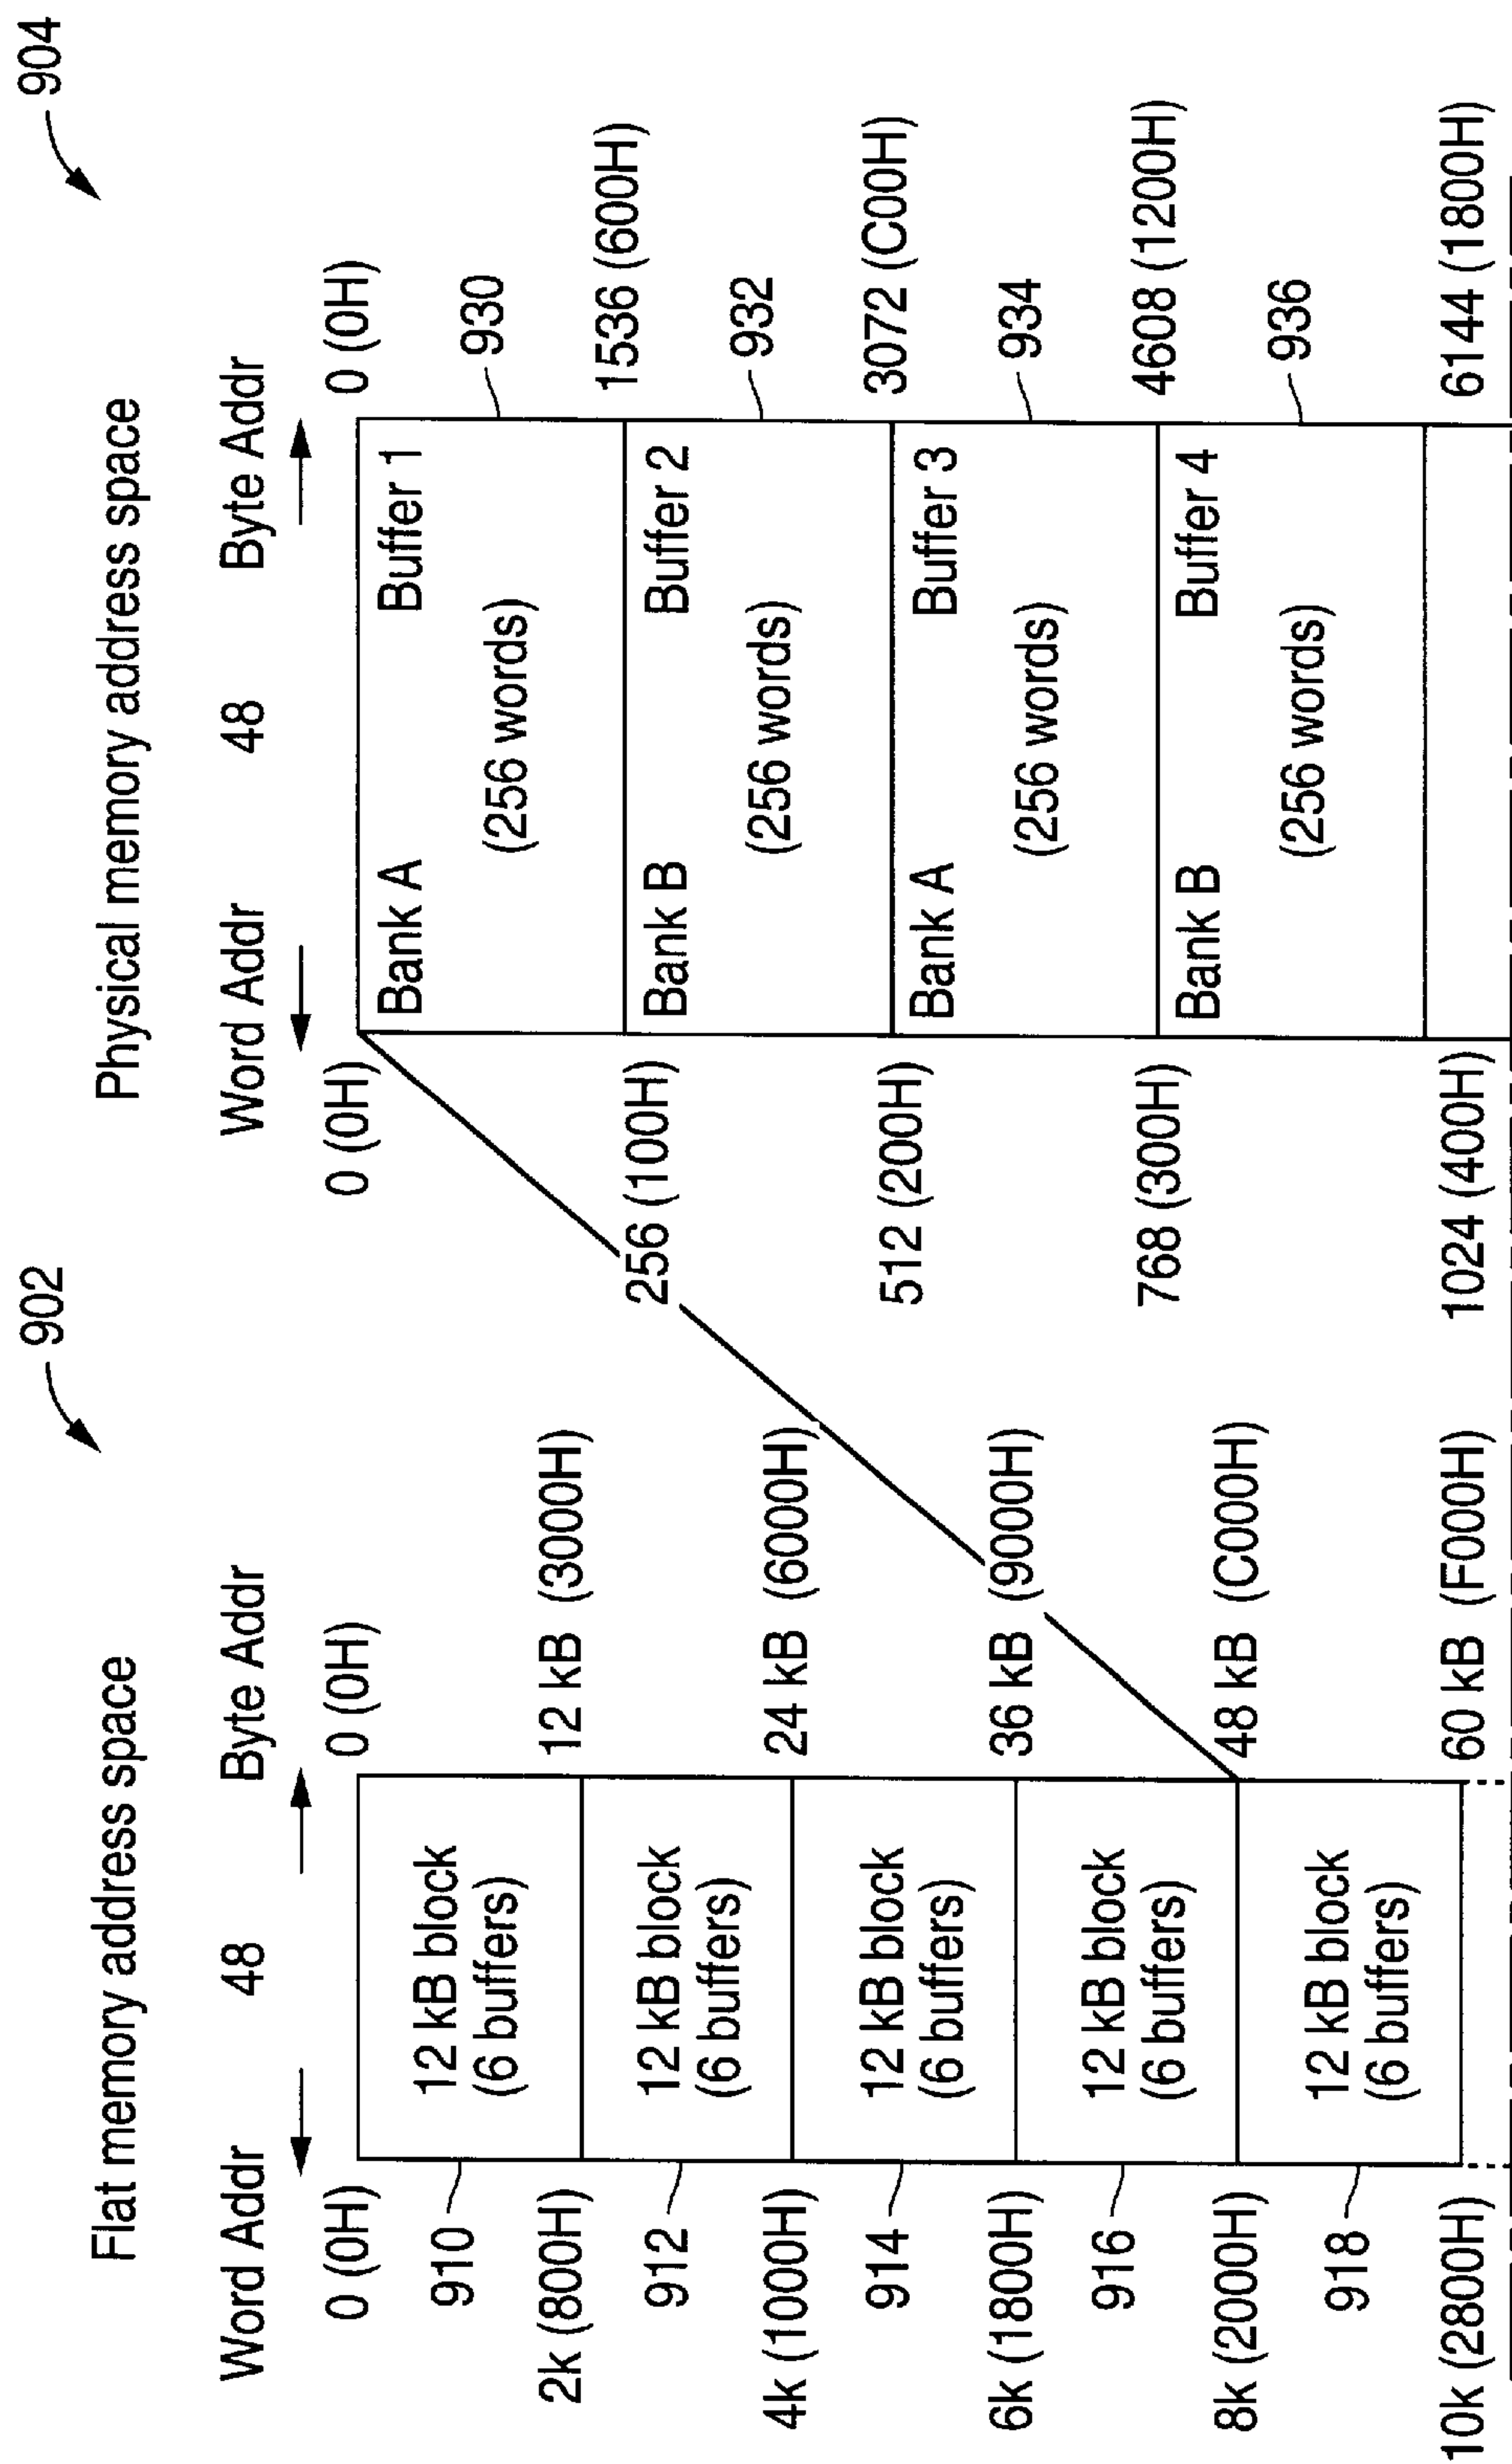 902
904
Flat memory address space
Physical memory address space
Word Addr 48 Byte Addr
Word Addr 48 Byte Addr
0 (0H)
0 (0H)
0 (0H)
0 (0H)
12 kB block
(6 buffers)
910
Bank A
Buffer 1
(256 words)
930
2k (800H)
12 kB (3000H)
256 (100H)
1536 (600H)
12 kB block
(6 buffers)
912
Bank B
Buffer 2
(256 words)
932
4k (1000H)
24 kB (6000H)
512 (200H)
3072 (C00H)
12 kB block
(6 buffers)
914
Bank A
Buffer 3
(256 words)
934
6k (1800H)
36 kB (9000H)
768 (300H)
4608 (1200H)
12 kB block
(6 buffers)
916
Bank B
Buffer 4
(256 words)
936
8k (2000H)
48 kB (C000H)
12 kB block
(6 buffers)
918
10k (2800H)
60 kB (F000H)
1024 (400H)
6144 (1800H)